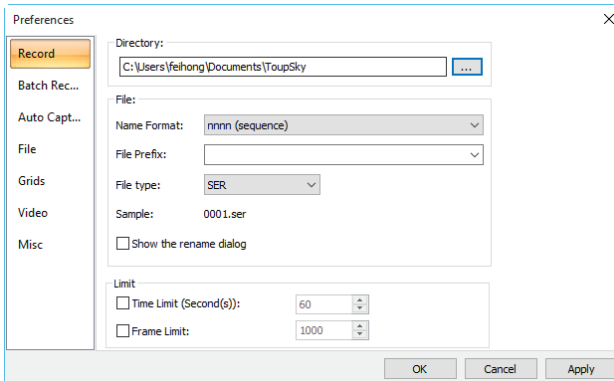 Preferences
Record
Batch Rec...
Auto Capt...
File
Grids
Video
Misc
Directory:
C:\Users\feihong\Documents\ToupSky
...
File:
Name Format: nnnn (sequence)
File Prefix:
File type: SER
Sample: 0001.ser
Show the rename dialog
Limit
Time Limit (Second(s)): 60
Frame Limit: 1000
OK Cancel Apply